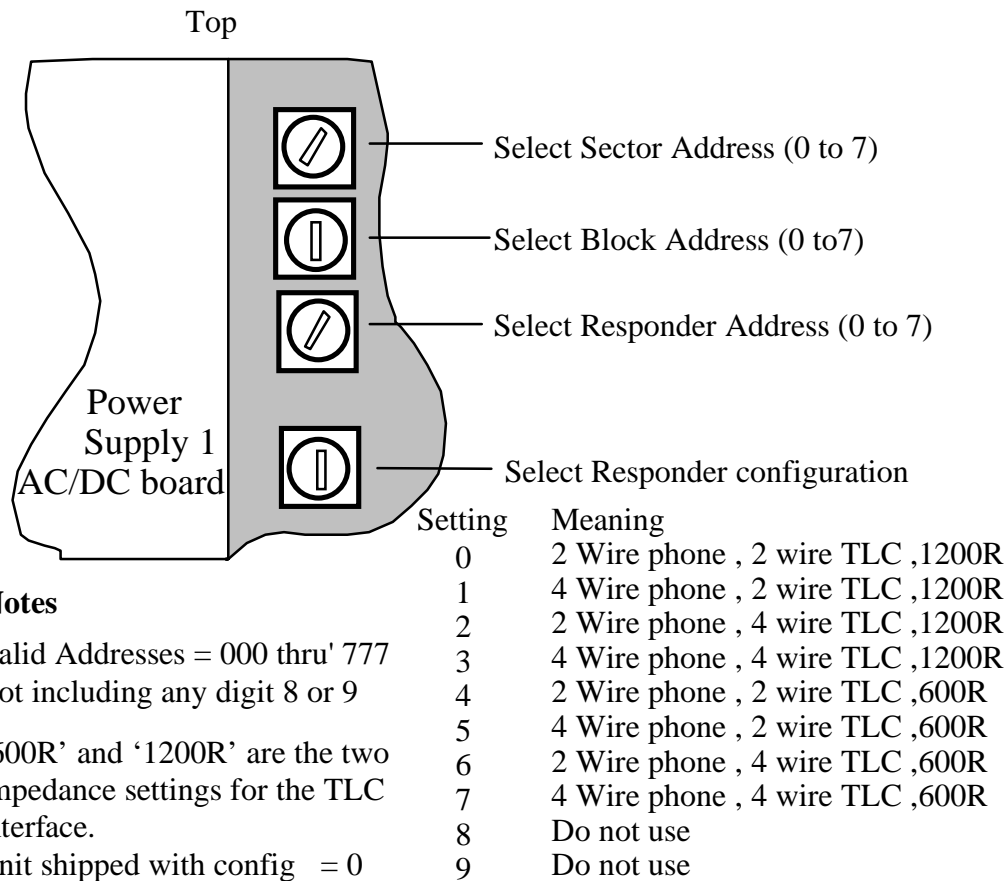 Top
Select Sector Address (0 to 7)
Select Block Address (0 to7)
Select Responder Address (0 to 7)
Power
Supply 1
AC/DC board
Select Responder configuration
Setting Meaning
0 2 Wire phone , 2 wire TLC ,1200R
1 4 Wire phone , 2 wire TLC ,1200R
2 2 Wire phone , 4 wire TLC ,1200R
3 4 Wire phone , 4 wire TLC ,1200R
4 2 Wire phone , 2 wire TLC ,600R
5 4 Wire phone , 2 wire TLC ,600R
6 2 Wire phone , 4 wire TLC ,600R
7 4 Wire phone , 4 wire TLC ,600R
8 Do not use
9 Do not use
otes
alid Addresses = 000 thru' 777
ot including any digit 8 or 9
600R’ and ‘1200R’ are the two
mpedance settings for the TLC
nterface.
nit shipped with config = 0